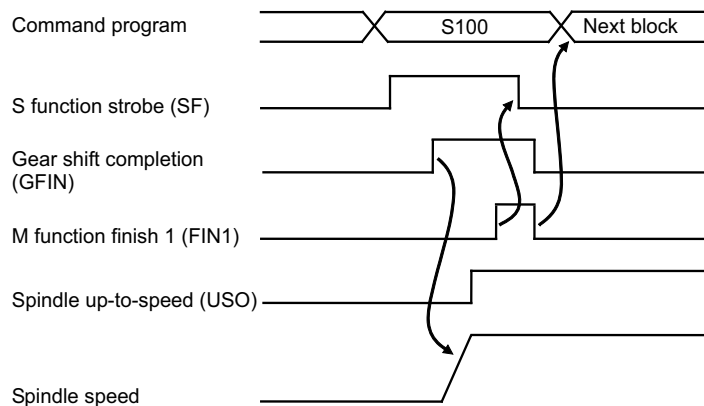 Command program
S100
Next block
S function strobe (SF)
Gear shift completion
(GFIN)
M function finish 1 (FIN1)
Spindle up-to-speed (USO)
Spindle speed